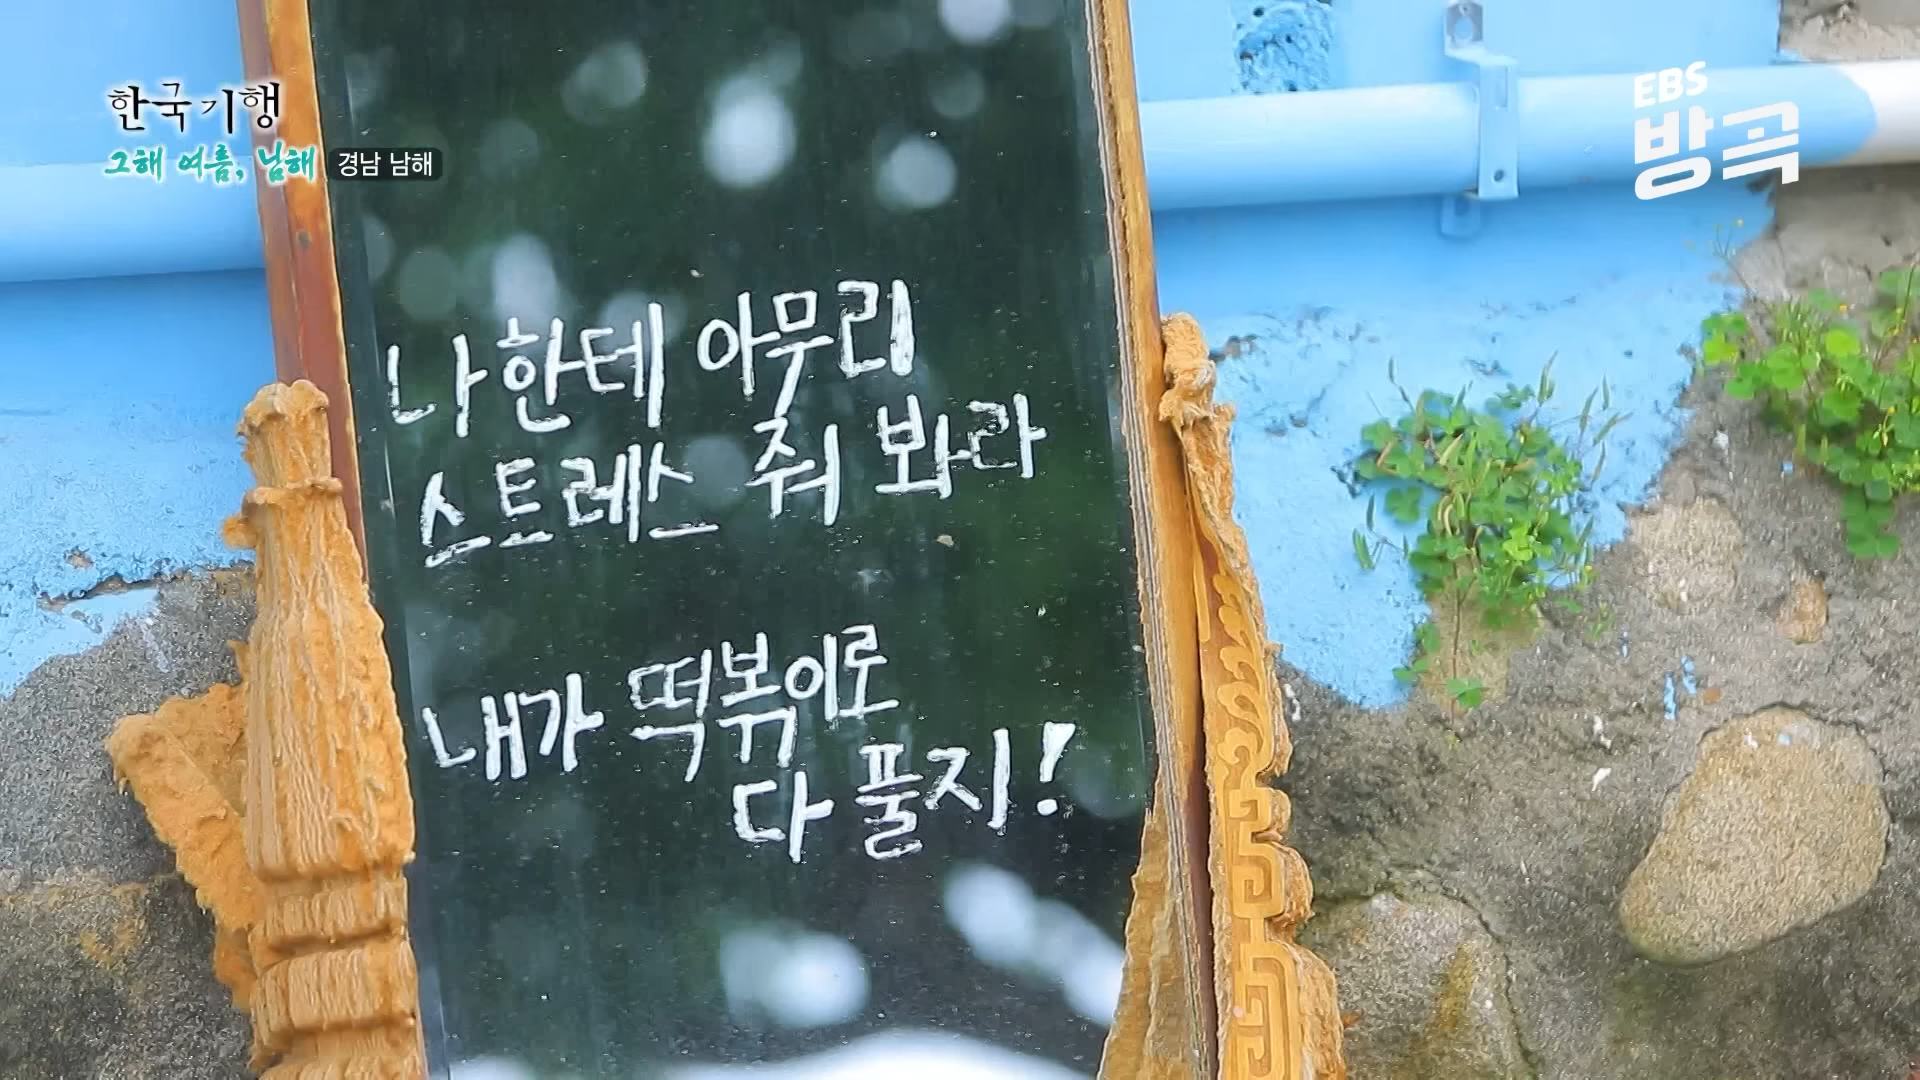 한국기행
그해 여름, 남해 경남 남해
EBS
방곡
나한테 아무리
스트레스 줘 봐라
내가 떡볶이로
다 풀지!